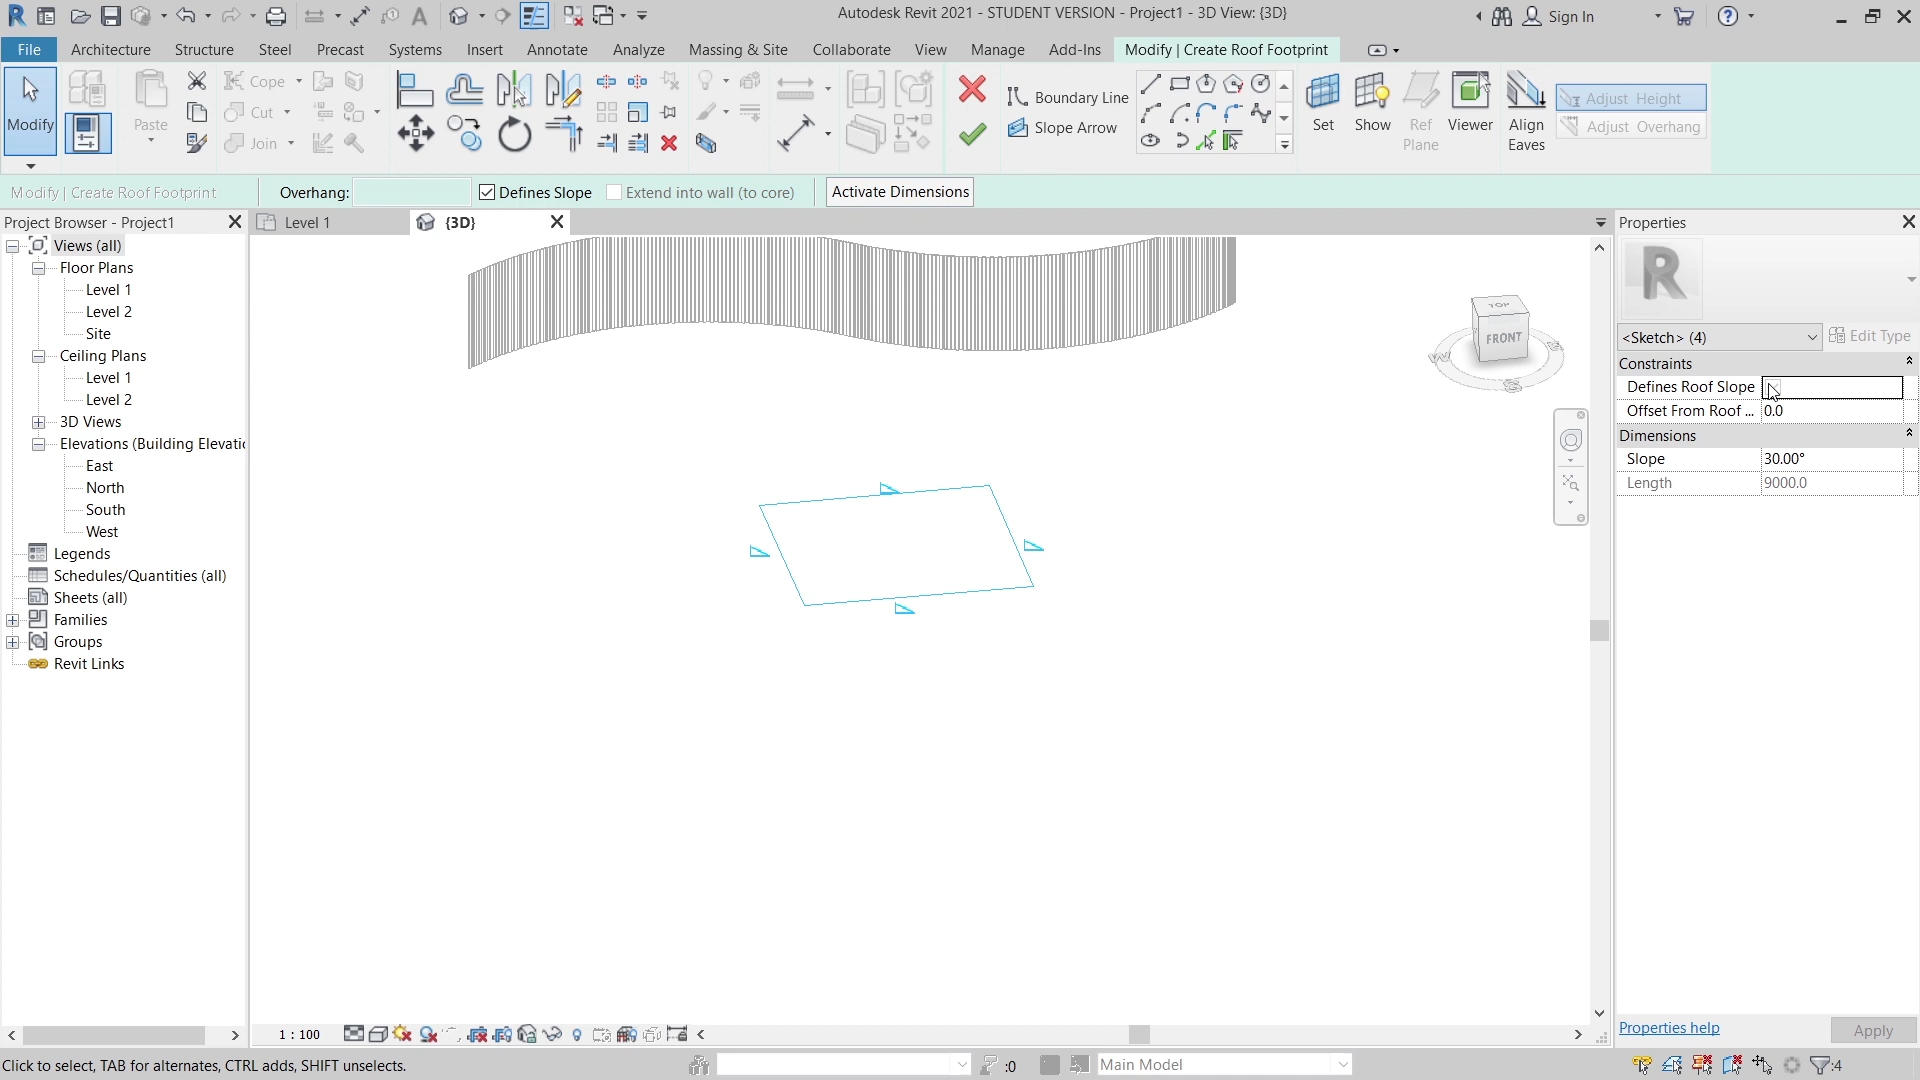 Autodesk Revit 2021 - STUDENT VERSION - Project1 - 3D View: {3D}
Sign In
File Architecture Structure Steel Precast Systems Insert Annotate Analyze Massing & Site Collaborate View Manage Add-Ins Modify | Create Roof Footprint
Modify
Paste
Cope
Cut
Join
Boundary Line
Slope Arrow
Set
Show
Ref Plane
Viewer
Align Eaves
Adjust Height
Adjust Overhang
Modify | Create Roof Footprint Overhang: Defines Slope Extend into wall (to core) Activate Dimensions
Project Browser - Project1
Level 1
{3D}
Properties
Views (all)
Floor Plans
Level 1
Level 2
Site
Ceiling Plans
Level 1
Level 2
3D Views
Elevations (Building Elevatic
East
North
South
West
Legends
Schedules/Quantities (all)
Sheets (all)
Families
Groups
Revit Links
TOP
FRONT
W
S
R
<Sketch> (4)
Edit Type
Constraints
Defines Roof Slope
Offset From Roof ... 0.0
Dimensions
Slope 30.00°
Length 9000.0
Properties help
Apply
1 : 100
Click to select, TAB for alternates, CTRL adds, SHIFT unselects.
:0
Main Model
:4